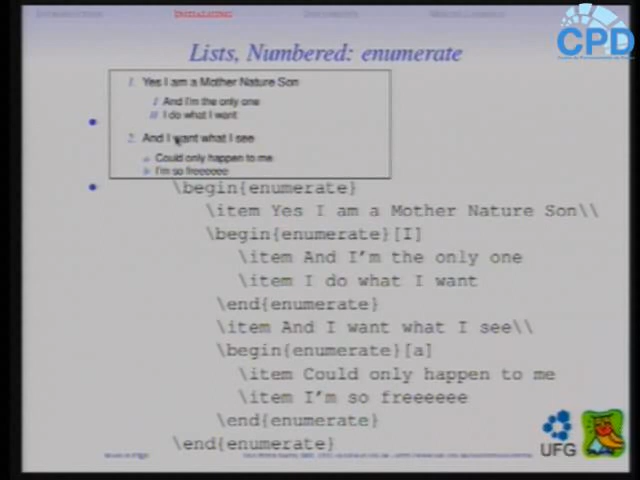 INITIALIZING
CPD
Lists, Numbered: enumerate
1. Yes I am a Mother Nature Son
I And I'm the only one
II I do what I want
2. And I want what I see
a Could only happen to me
b I'm so freeeeee
\begin{enumerate}
\item Yes I am a Mother Nature Son\\
\begin{enumerate}[I]
\item And I'm the only one
\item I do what I want
\end{enumerate}
\item And I want what I see\\
\begin{enumerate}[a]
\item Could only happen to me
\item I'm so freeeeee
\end{enumerate}
\end{enumerate}
UFG